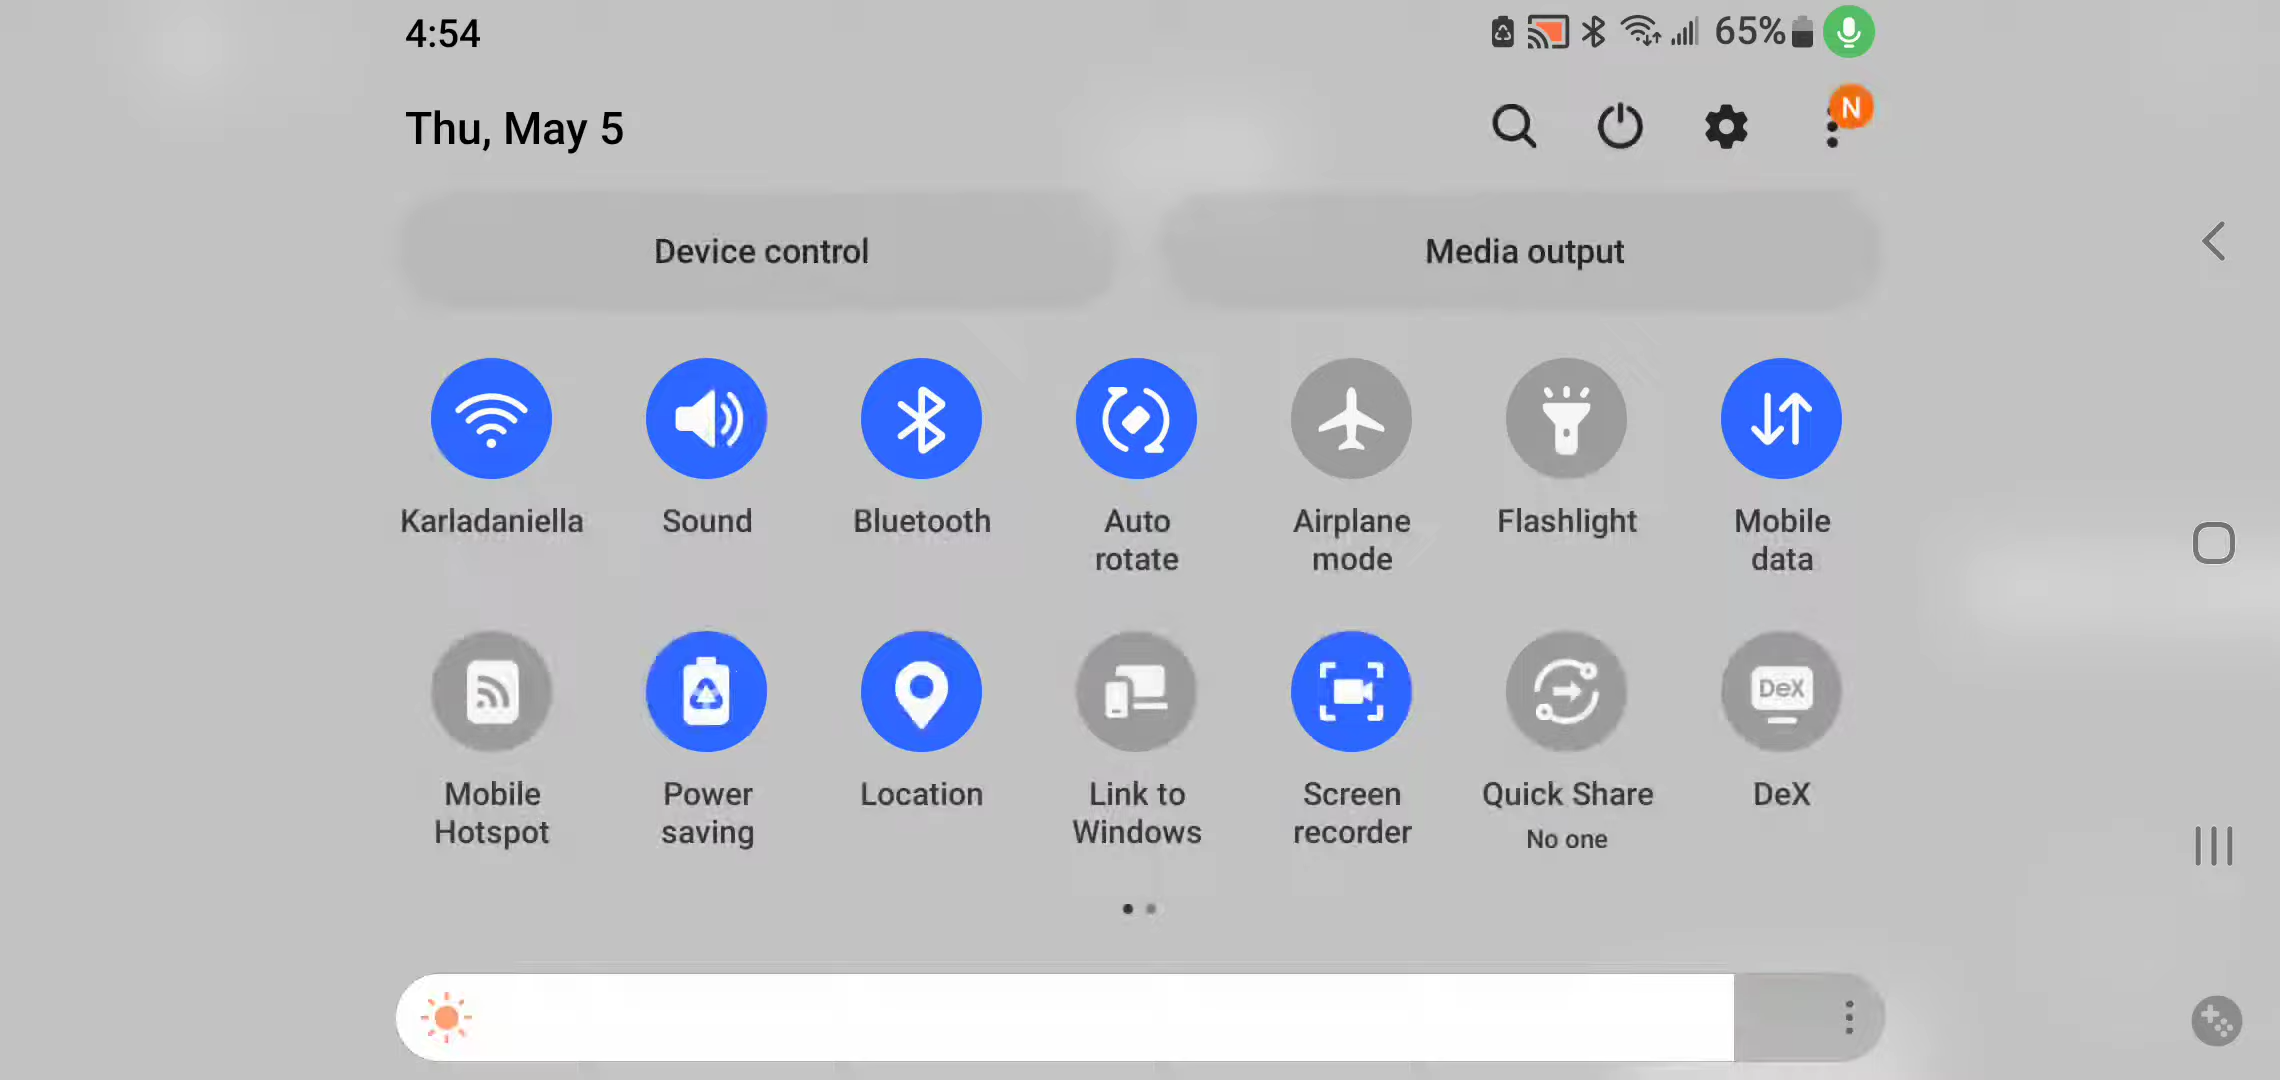 4:54
65%
Thu, May 5
N
Device control
Media output
Karladaniella
Sound
Bluetooth
Auto
rotate
Airplane
mode
Flashlight
Mobile
data
Mobile
Hotspot
Power
saving
Location
Link to
Windows
Screen
recorder
Quick Share
No one
DeX
DeX